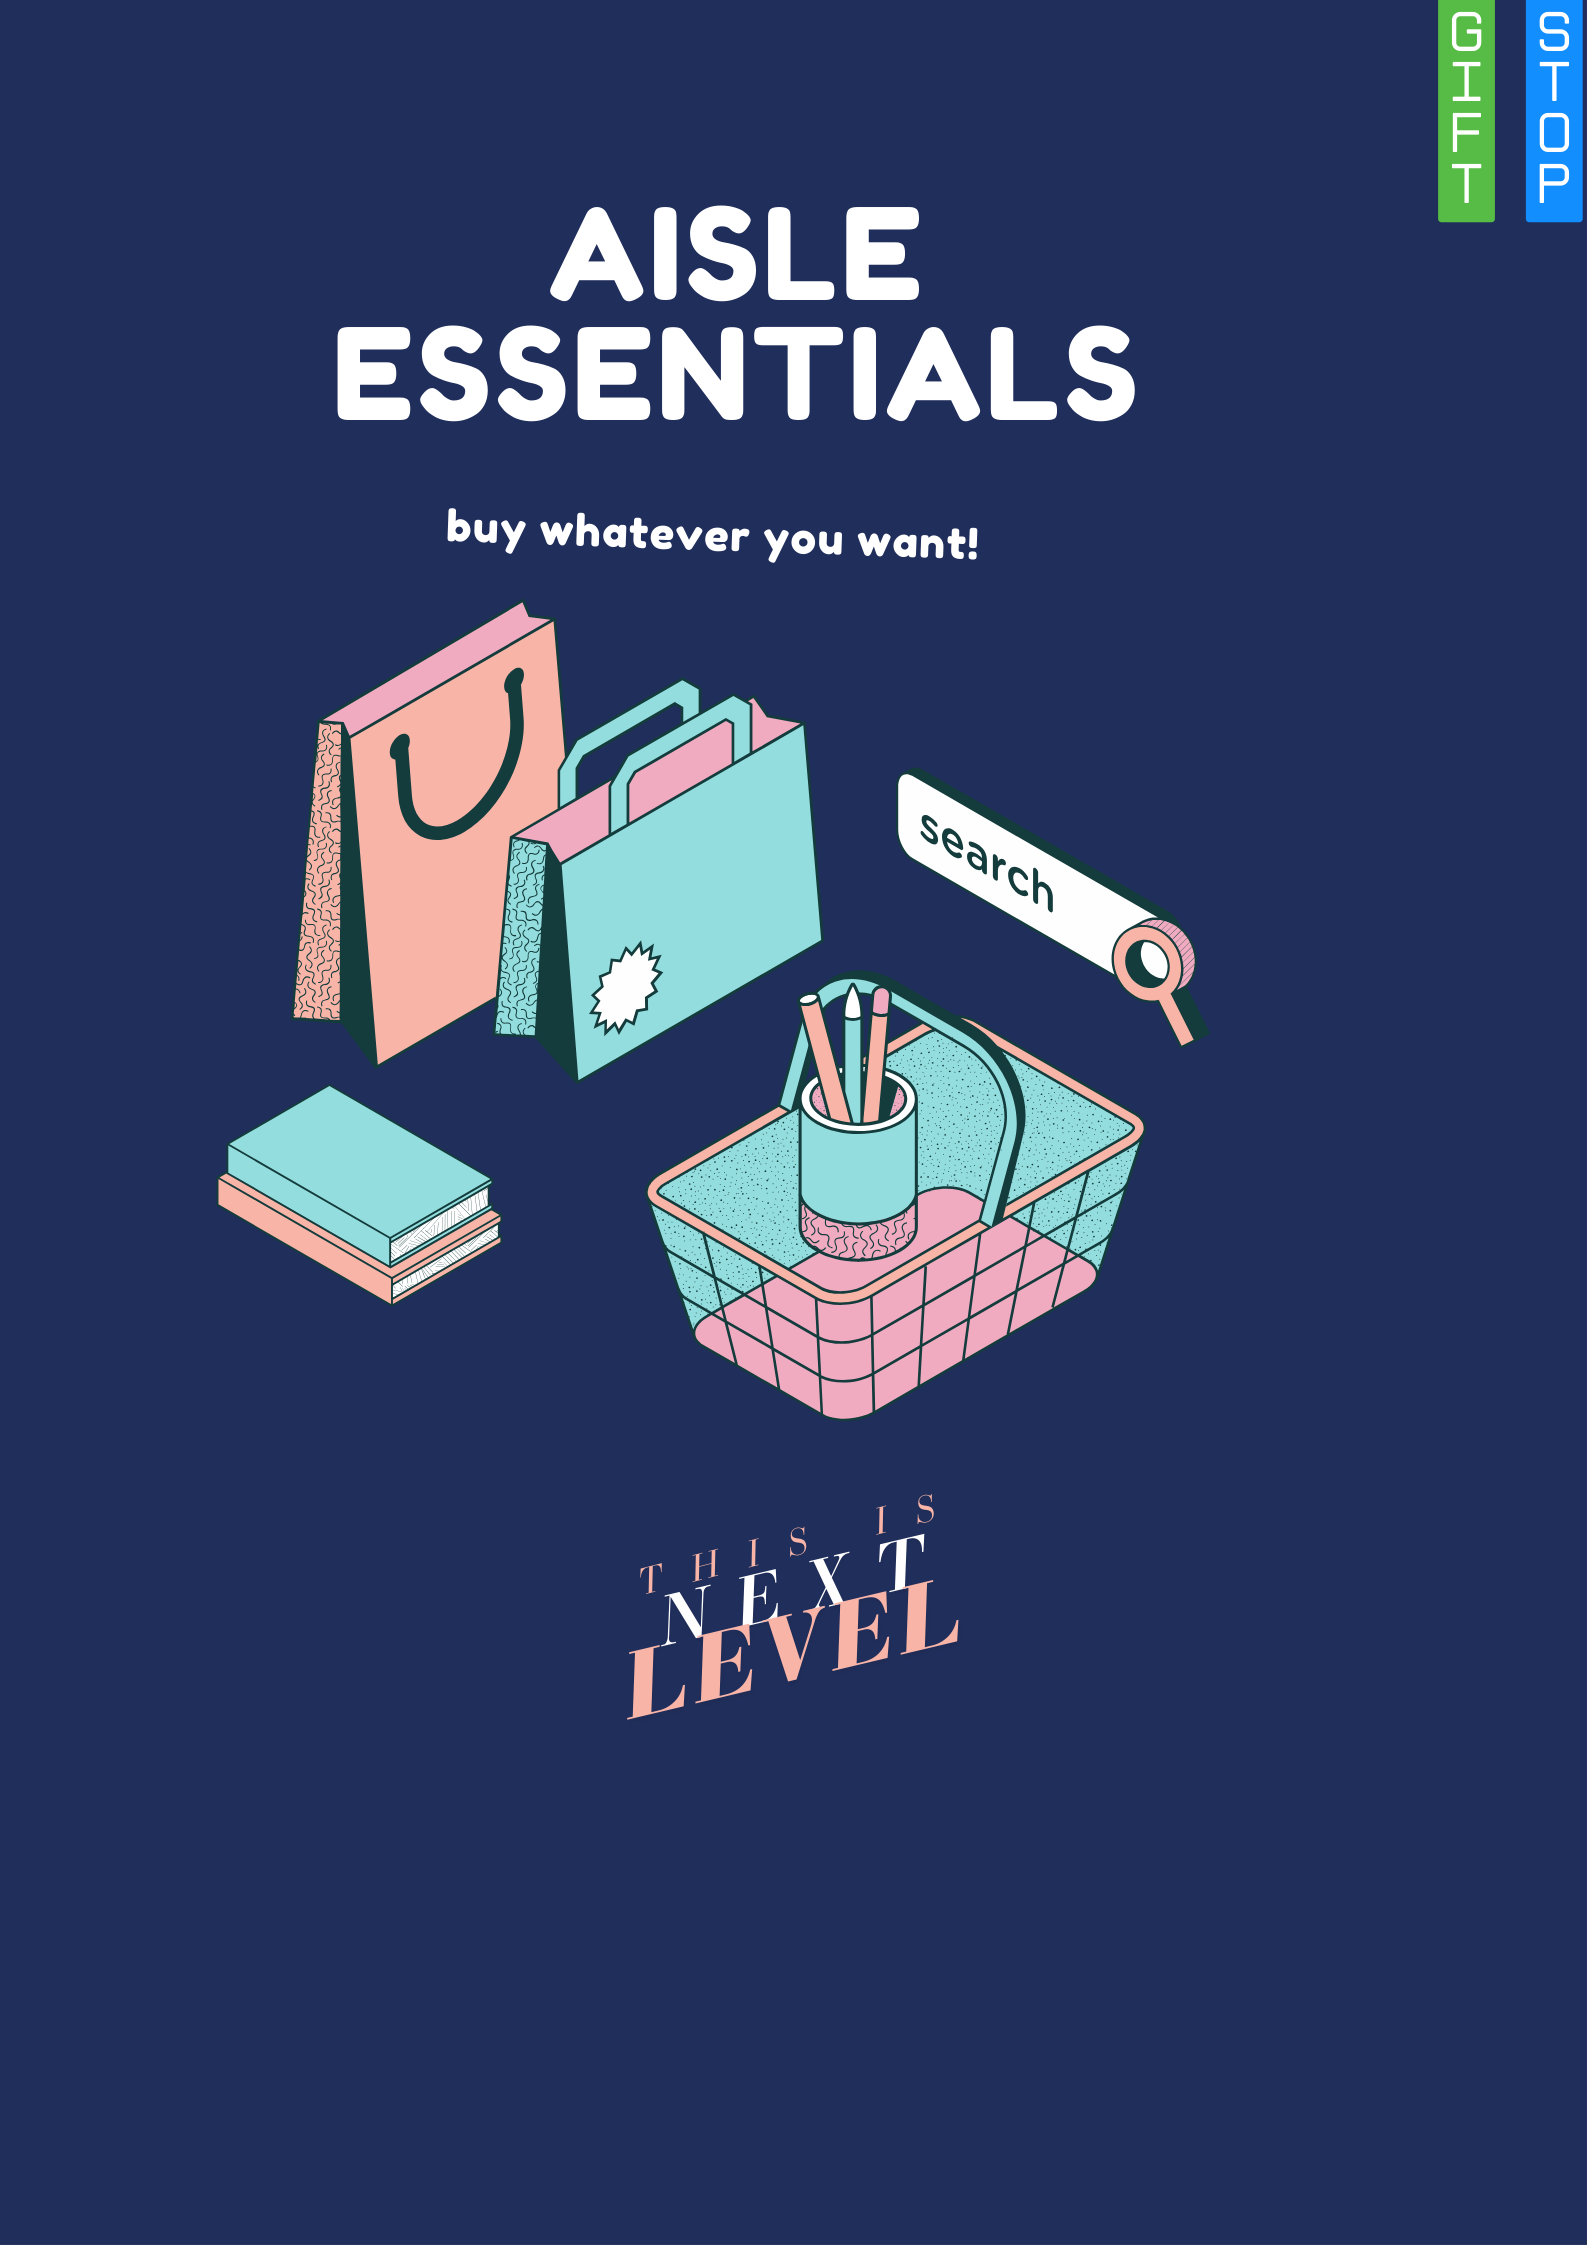 GIFT
STOP
AISLE
ESSENTIALS
buy whatever you want!
search
THIS IS
NEXT
LEVEL